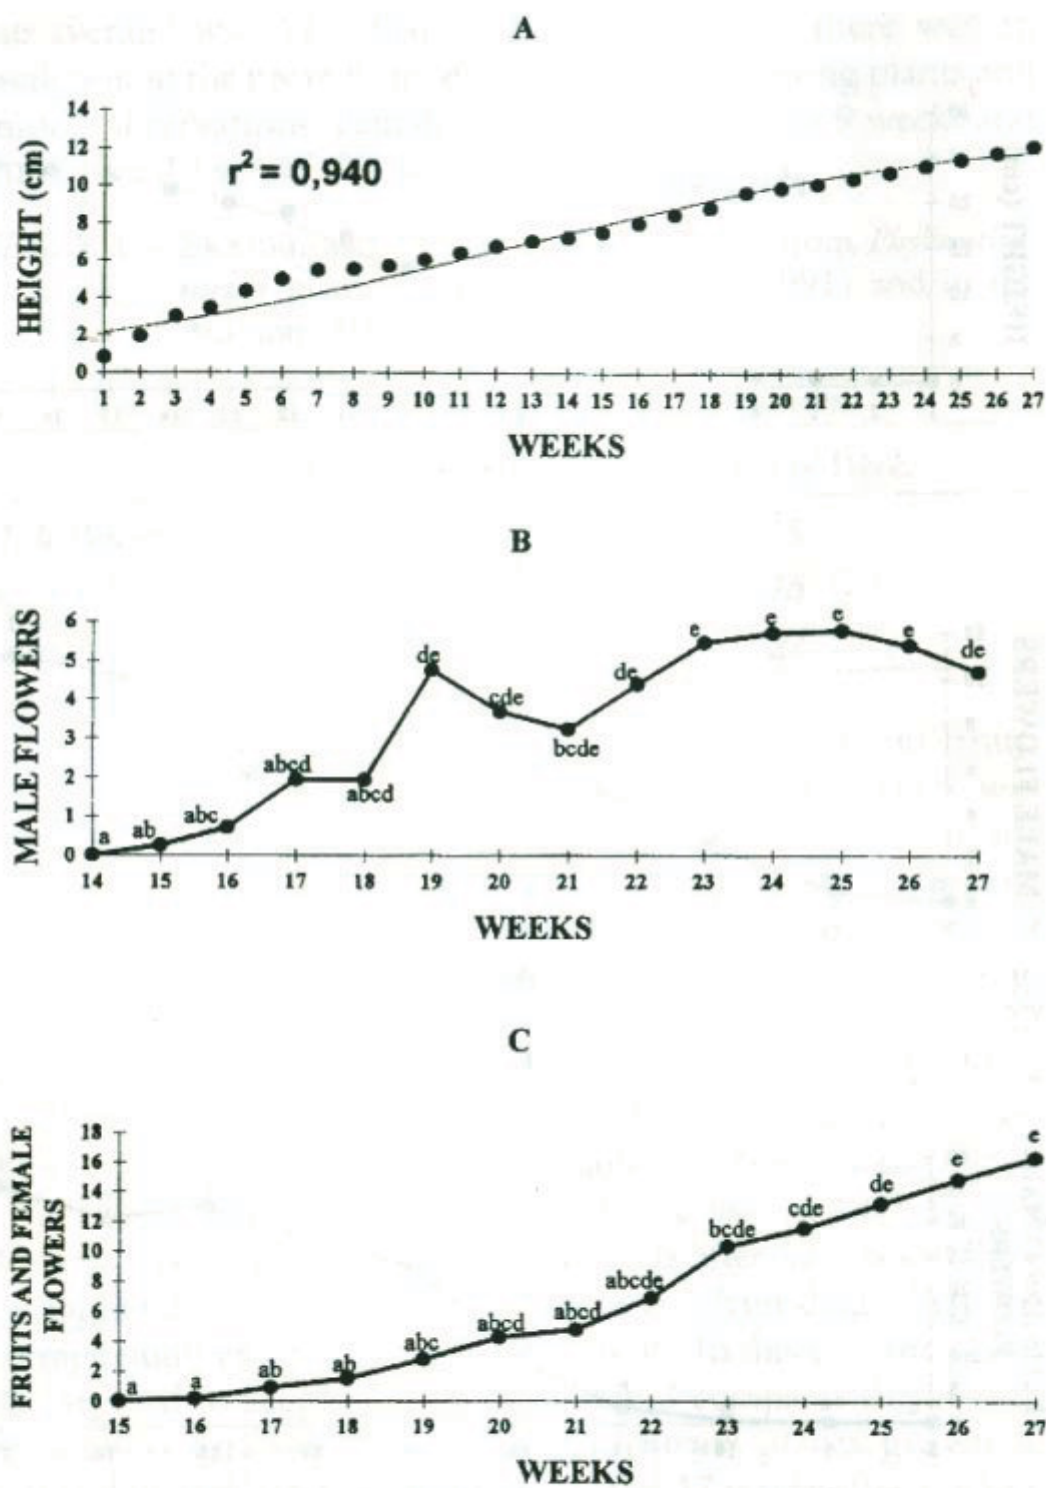 A
14
12
10
8
6
4
2
0
HEIGHT (cm)
r² = 0,940
1 2 3 4 5 6 7 8 9 10 11 12 13 14 15 16 17 18 19 20 21 22 23 24 25 26 27
WEEKS
B
6
5
4
3
2
1
0
MALE FLOWERS
a ab abc abcd abcd de cde bcde de e e e e de
14 15 16 17 18 19 20 21 22 23 24 25 26 27
WEEKS
C
18
16
14
12
10
8
6
4
2
0
FRUITS AND FEMALE
FLOWERS
a a ab ab abc abcd abcd abcde bcde cde de e e
15 16 17 18 19 20 21 22 23 24 25 26 27
WEEKS